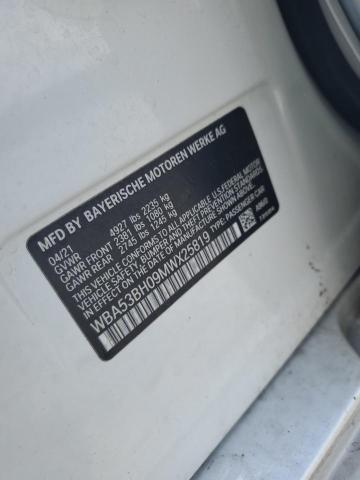 MFD BY BAYERISCHE MOTOREN WERKE AG
04/21
GVWR 4927 lbs 2235 kg
GAWR FRONT 2381 lbs 1080 kg
GAWR REAR 2745 lbs 1245 kg
THIS VEHICLE CONFORMS TO ALL APPLICABLE U.S. FEDERAL MOTOR
VEHICLE SAFETY, BUMPER, AND THEFT PREVENTION STANDARDS
IN EFFECT ON THE DATE OF MANUFACTURE SHOWN ABOVE.
WBA53BH09MWX25819 TYPE: PASSENGER CAR